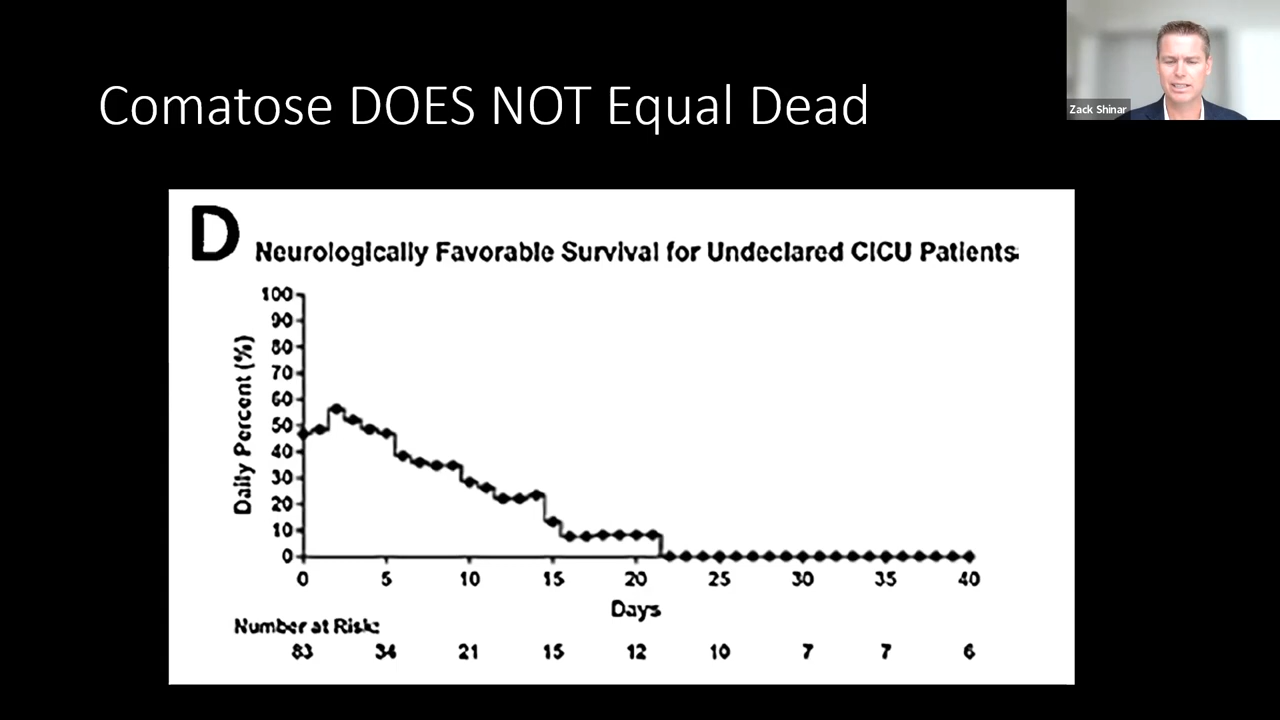 Comatose DOES NOT Equal Dead
Zack Shinar
D
Neurologically Favorable Survival for Undeclared CICU Patients
100
90
80
70
60
50
40
30
20
10
0
Daily Percent (%)
0 5 10 15 20 25 30 35 40
Days
Number at Risk:
83 34 21 15 12 10 7 7 6